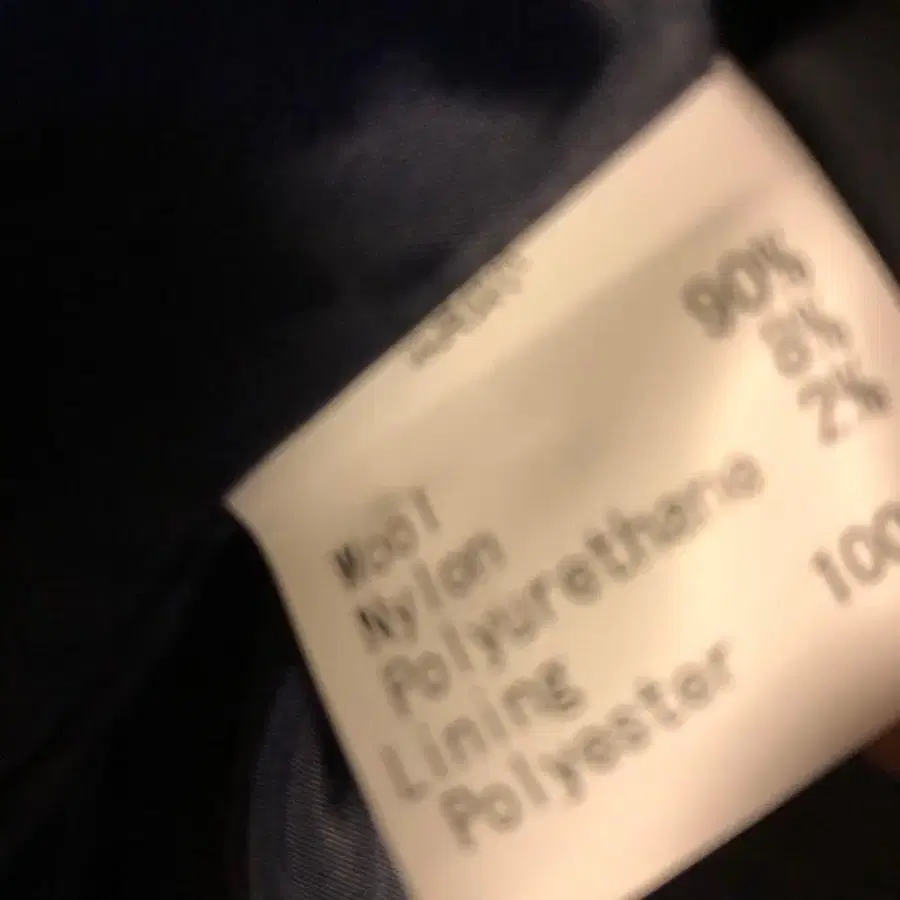 Wool 90%
Nylon 8%
Polyurethane 2%
Lining
Polyester 100